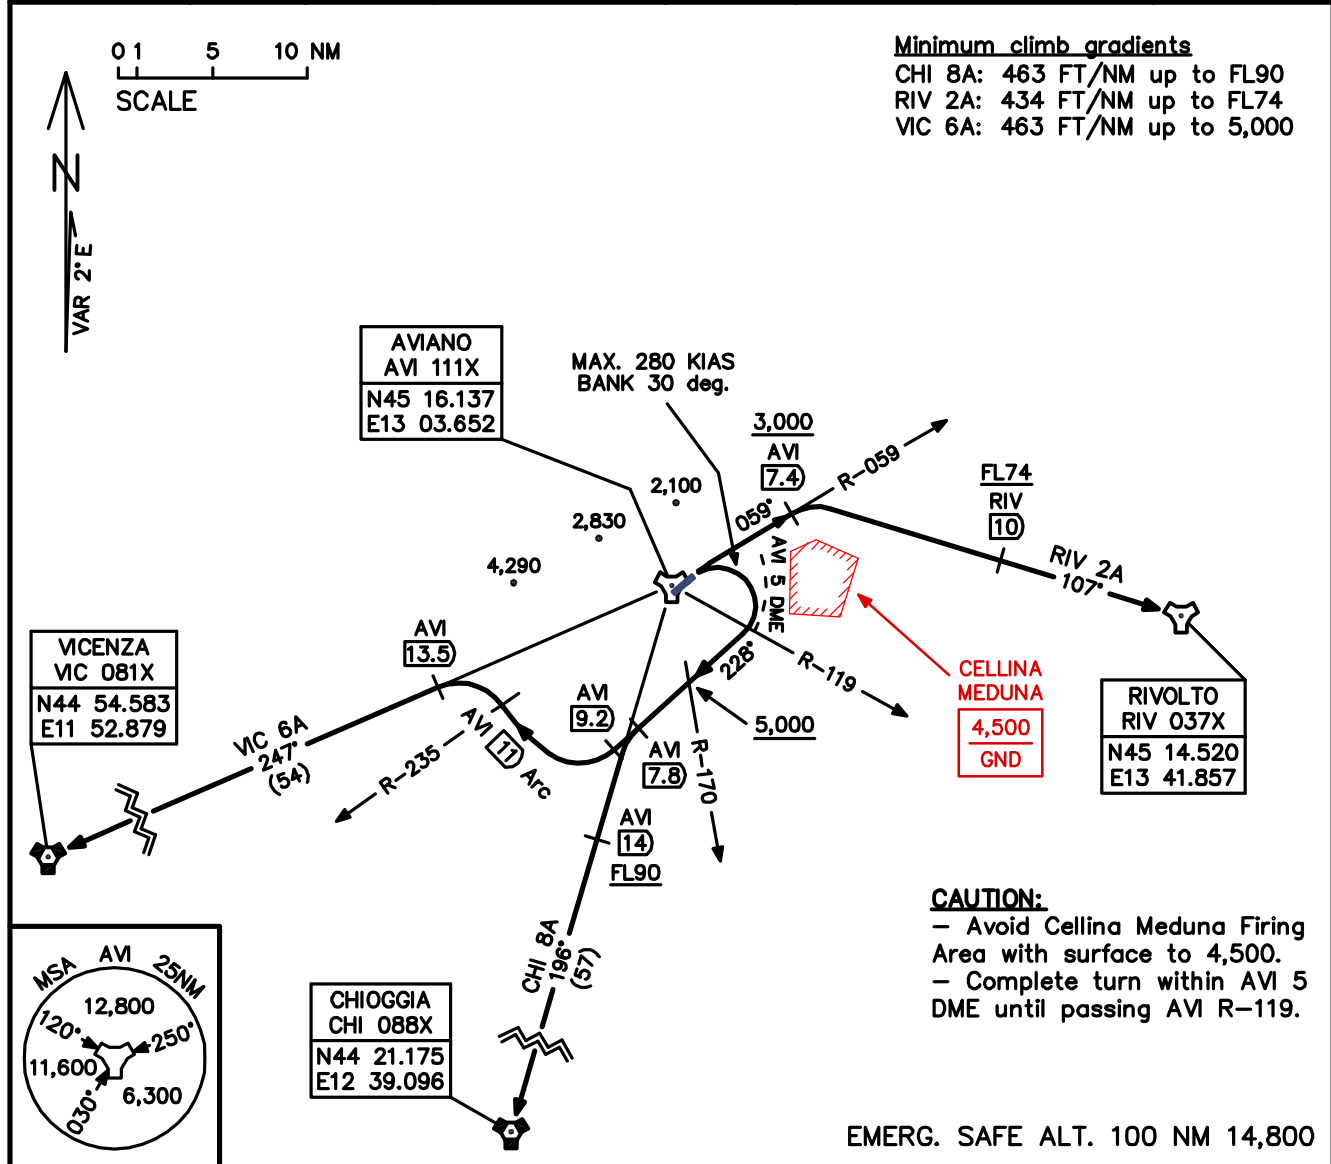 0 1 5 10 NM
SCALE
N
VAR 2°E
Minimum climb gradients
CHI 8A: 463 FT/NM up to FL90
RIV 2A: 434 FT/NM up to FL74
VIC 6A: 463 FT/NM up to 5,000
AVIANO
AVI 111X
N45 16.137
E13 03.652
MAX. 280 KIAS
BANK 30 deg.
3,000
AVI
7.4
R-059
059°
2,100
2,830
4,290
FL74
RIV
10
RIV 2A
107°
AVI 5 DME
R-119
228°
CELLINA
MEDUNA
4,500
GND
RIVOLTO
RIV 037X
N45 14.520
E13 41.857
VICENZA
VIC 081X
N44 54.583
E11 52.879
AVI
13.5
VIC 6A
247°
(54)
R-235
AVI 11 Arc
AVI
9.2
AVI
7.8
5,000
R-170
AVI
14
FL90
CHI 8A
196°
(57)
CHIOGGIA
CHI 088X
N44 21.175
E12 39.096
MSA AVI 25NM
12,800
120°
250°
11,600
6,300
030°
CAUTION:
– Avoid Cellina Meduna Firing
Area with surface to 4,500.
– Complete turn within AVI 5
DME until passing AVI R-119.
EMERG. SAFE ALT. 100 NM 14,800